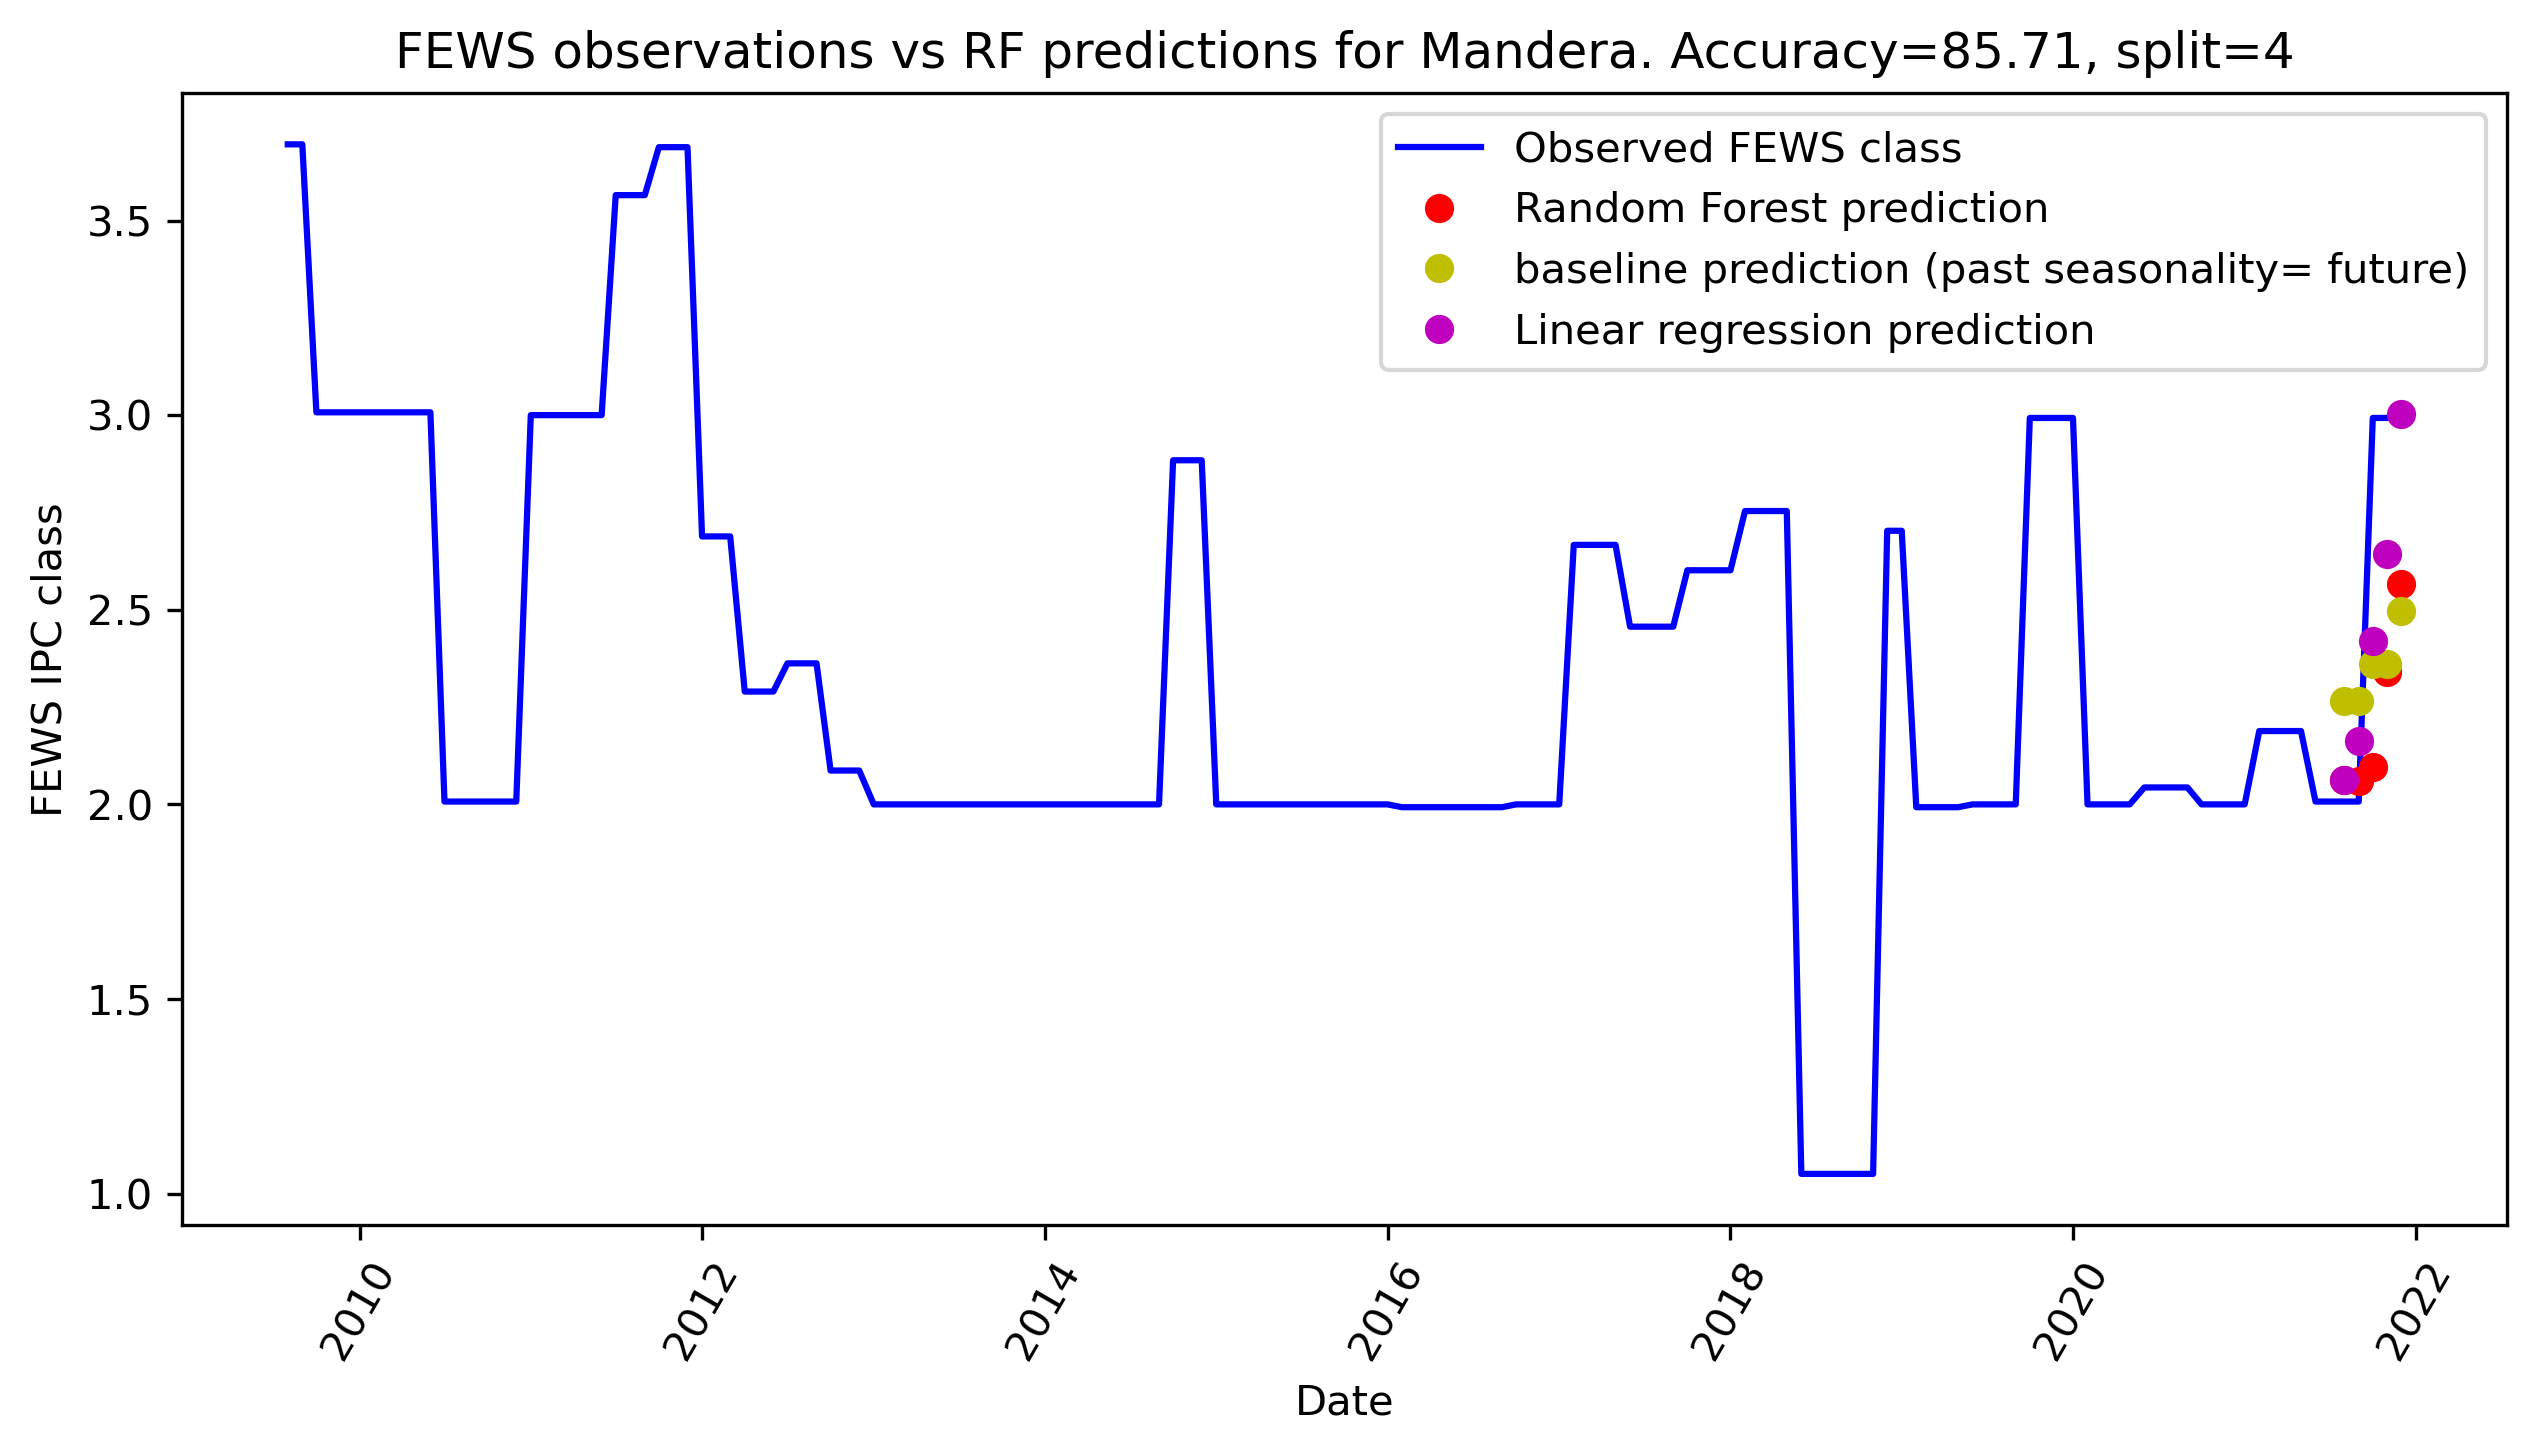 FEWS observations vs RF predictions for Mandera. Accuracy=85.71, split=4
Observed FEWS class
Random Forest prediction
baseline prediction (past seasonality= future)
Linear regression prediction
FEWS IPC class
3.5
3.0
2.5
2.0
1.5
1.0
2010
2012
2014
2016
2018
2020
2022
Date